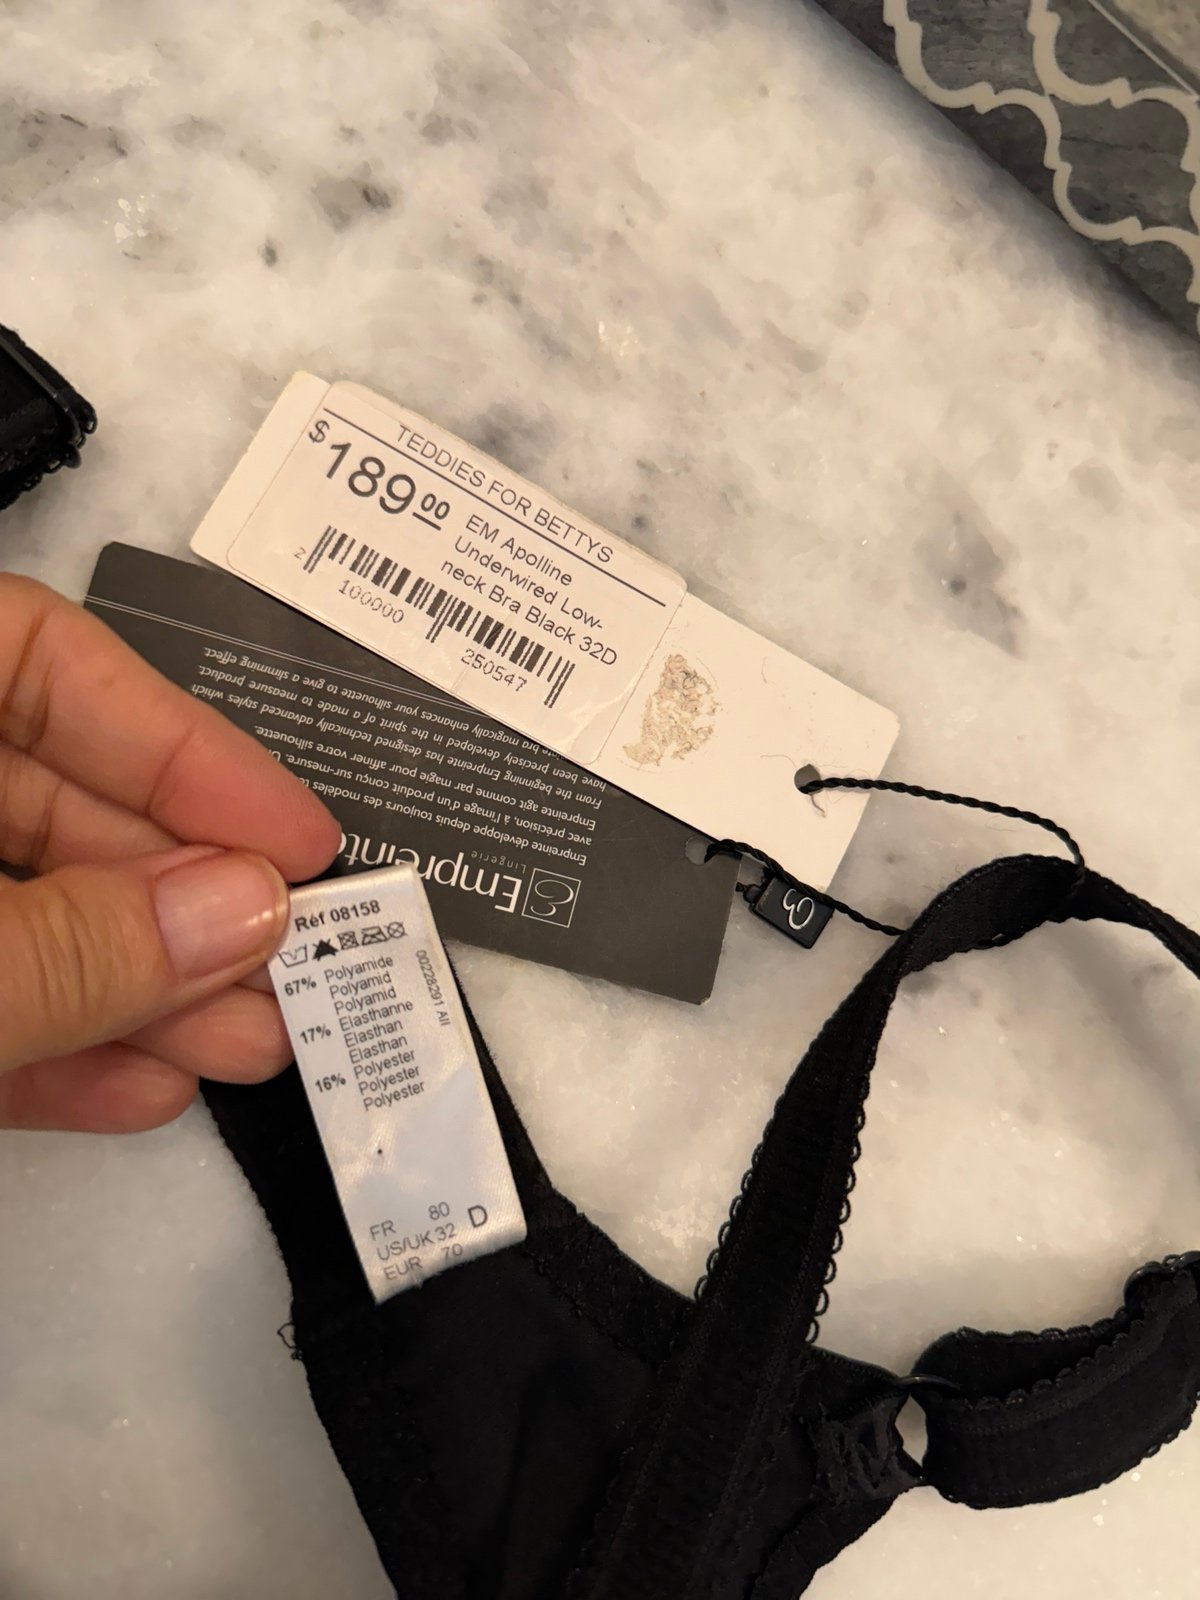 TEDDIES FOR BETTYS
$189.00
EM Apolline
Underwired Low-
neck Bra Black 32D
2 100000 250547
Empreinte
Lingerie
Empreinte développe depuis toujours des modèles
avec précision, à l'image d'un produit conçu sur-mesure.
Empreinte agit comme par magie pour affiner votre silhouette.
From the beginning Empreinte has designed technically advanced styles which
have been precisely developed in the spirit of a made to measure product.
bra magically enhances your silhouette to give a slimming effect.
Réf 08158
00228291 All
67% Polyamide
Polyamid
Polyamid
17% Elasthanne
Elasthan
Elasthan
16% Polyester
Polyester
Polyester
FR 80
US/UK 32 D
EUR 70